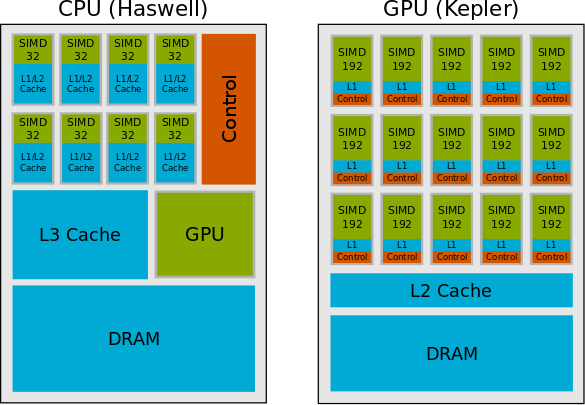 CPU (Haswell)
SIMD
32
L1/L2
Cache
SIMD
32
L1/L2
Cache
SIMD
32
L1/L2
Cache
SIMD
32
L1/L2
Cache
Control
SIMD
32
L1/L2
Cache
SIMD
32
L1/L2
Cache
SIMD
32
L1/L2
Cache
SIMD
32
L1/L2
Cache
L3 Cache
GPU
DRAM
GPU (Kepler)
SIMD
192
L1
Control
SIMD
192
L1
Control
SIMD
192
L1
Control
SIMD
192
L1
Control
SIMD
192
L1
Control
SIMD
192
L1
Control
SIMD
192
L1
Control
SIMD
192
L1
Control
SIMD
192
L1
Control
SIMD
192
L1
Control
SIMD
192
L1
Control
SIMD
192
L1
Control
SIMD
192
L1
Control
SIMD
192
L1
Control
SIMD
192
L1
Control
L2 Cache
DRAM